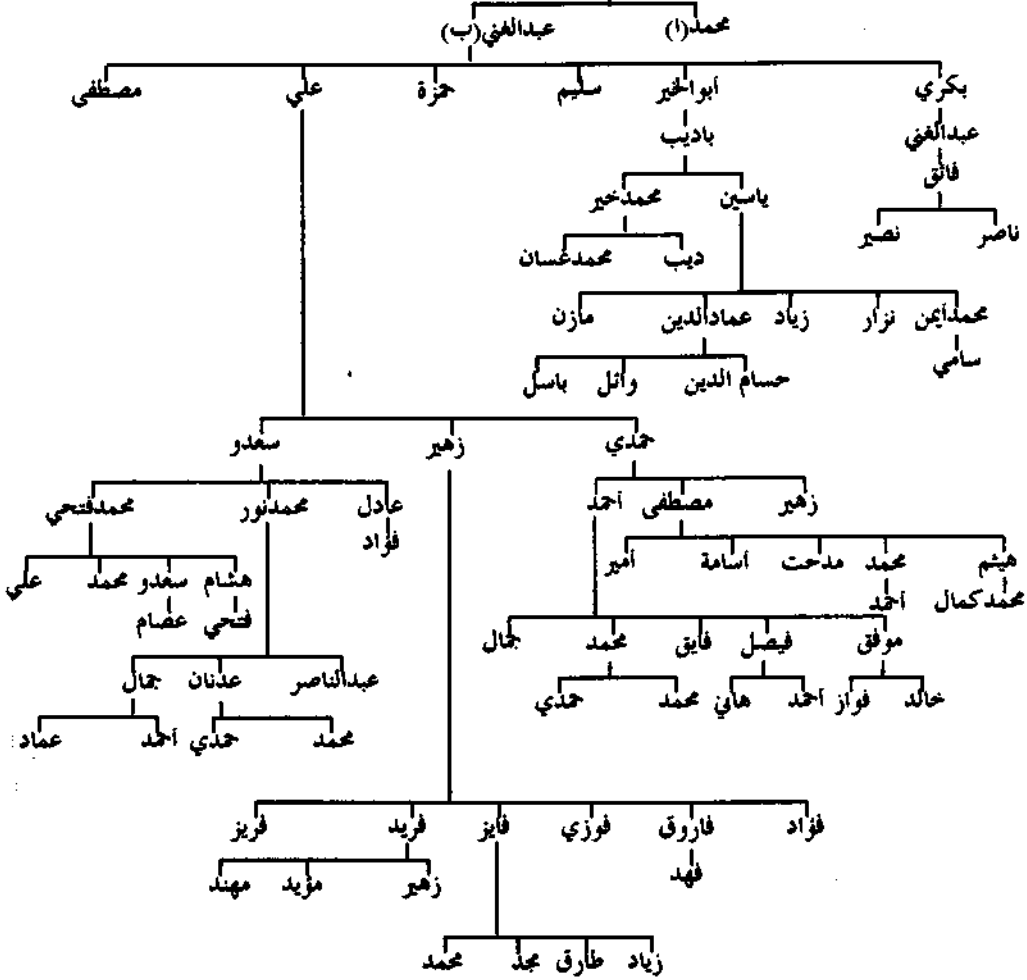 محمد(ا) عبدالغني(ب)
بكري أبوالخير سليم حمزة علي مصطفى
عبدالغني باديب
فائق
ياسين محمدخير
ناصر نصير
ديب محمدغسان
محمدأيمن نزار زياد عمادالدين مازن
سامي
حسام الدين وائل باسل
حمدي زهير سعدو
زهير مصطفى أحمد عادل محمدنور محمدفتحي
فؤاد
هيثم محمد مدحت أسامة أمير
هشام سعدو محمد علي
محمدكمال أحمد
فتحي عصام
موفق فيصل فايق محمد جمال
عبدالناصر عدنان جمال
خالد فواز أحمد هاني محمد حمدي
محمد حمدي أحمد عماد
فؤاد فاروق فوزي فايز فريد فريز
فهد
زهير مؤيد مهند
زياد طارق مجد محمد